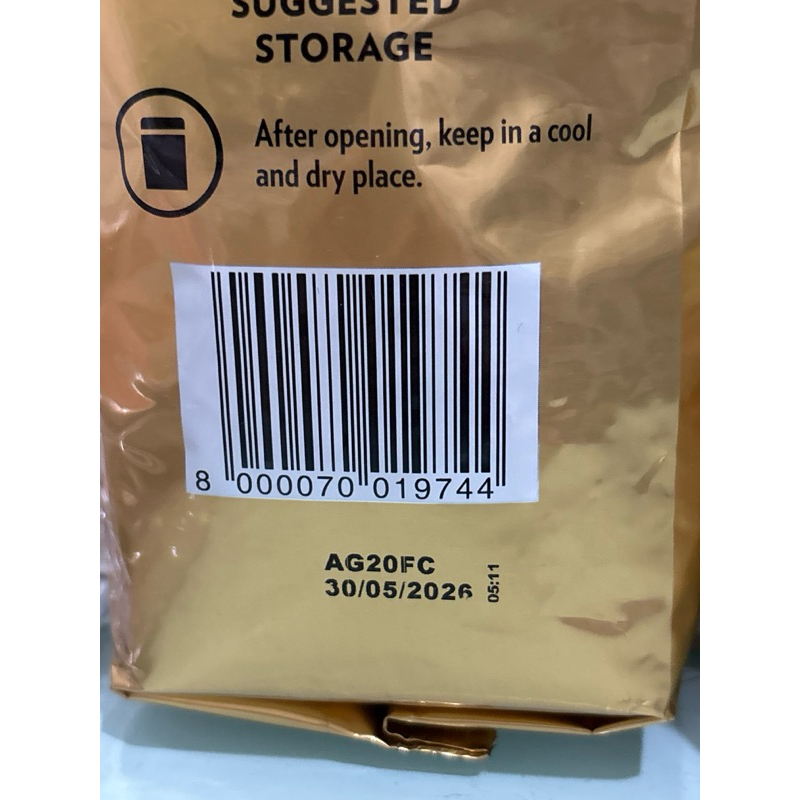 SUGGESTED
STORAGE
After opening, keep in a cool
and dry place.
8 000070 019744
AG20FC
30/05/2026 05:11